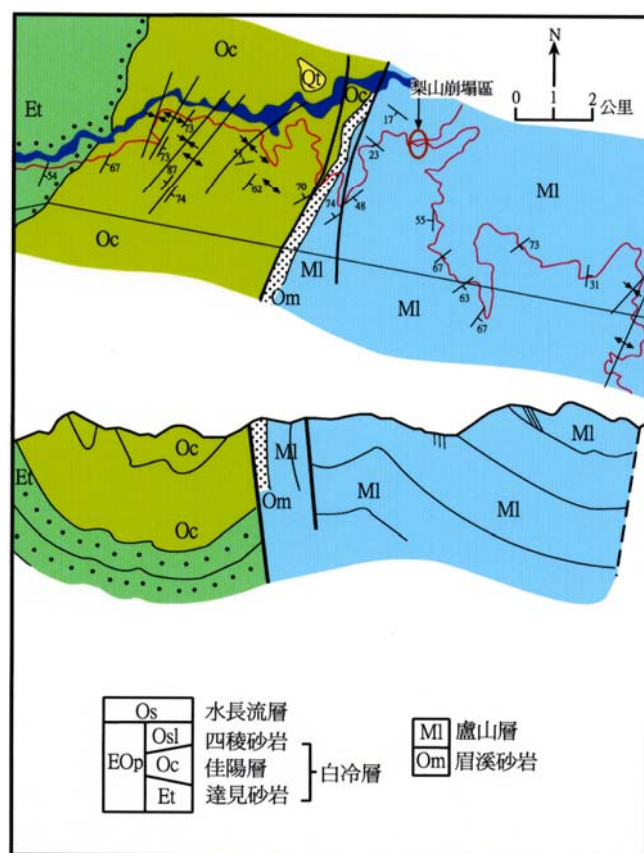 Oc
Et
Qt
Oc
梨山崩塌區
N
0 1 2 公里
17
23
73
Ml
54
67
73
87
74
62
70
74
48
55
67
63
67
73
31
Oc
Ml
Om
Ml
Oc
Et
Oc
Ml
Om
Ml
Ml
Ml
Os 水長流層
EOp
Osl 四稜砂岩
Oc 佳陽層
Et 達見砂岩
白冷層
Ml 盧山層
Om 眉溪砂岩